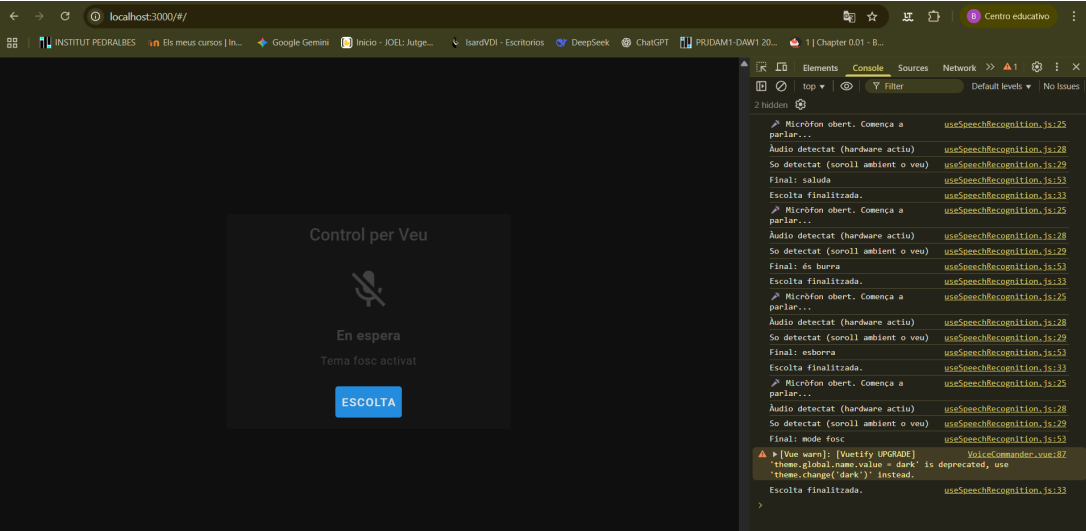 localhost:3000/#/
B Centro educativo
INSTITUT PEDRALBES
Els meus cursos | In...
Google Gemini
Inicio - JOEL: Jutge...
IsardVDI - Escritorios
DeepSeek
ChatGPT
PRJDAM1-DAW1 20...
1 | Chapter 0.01 - B...
Control per Veu
En espera
Tema fosc activat
ESCOLTA
Elements Console Sources Network 1
top Filter Default levels No Issues
2 hidden
Micròfon obert. Comença a useSpeechRecognition.js:25
parlar...
Àudio detectat (hardware actiu) useSpeechRecognition.js:28
So detectat (soroll ambient o veu) useSpeechRecognition.js:29
Final: saluda useSpeechRecognition.js:53
Escolta finalitzada. useSpeechRecognition.js:33
Micròfon obert. Comença a useSpeechRecognition.js:25
parlar...
Àudio detectat (hardware actiu) useSpeechRecognition.js:28
So detectat (soroll ambient o veu) useSpeechRecognition.js:29
Final: és burra useSpeechRecognition.js:53
Escolta finalitzada. useSpeechRecognition.js:33
Micròfon obert. Comença a useSpeechRecognition.js:25
parlar...
Àudio detectat (hardware actiu) useSpeechRecognition.js:28
So detectat (soroll ambient o veu) useSpeechRecognition.js:29
Final: esborra useSpeechRecognition.js:53
Escolta finalitzada. useSpeechRecognition.js:33
Micròfon obert. Comença a useSpeechRecognition.js:25
parlar...
Àudio detectat (hardware actiu) useSpeechRecognition.js:28
So detectat (soroll ambient o veu) useSpeechRecognition.js:29
Final: mode fosc useSpeechRecognition.js:53
[Vue warn]: [Vuetify UPGRADE] VoiceCommander.vue:87
'theme.global.name.value = dark' is deprecated, use
'theme.change('dark')' instead.
Escolta finalitzada. useSpeechRecognition.js:33